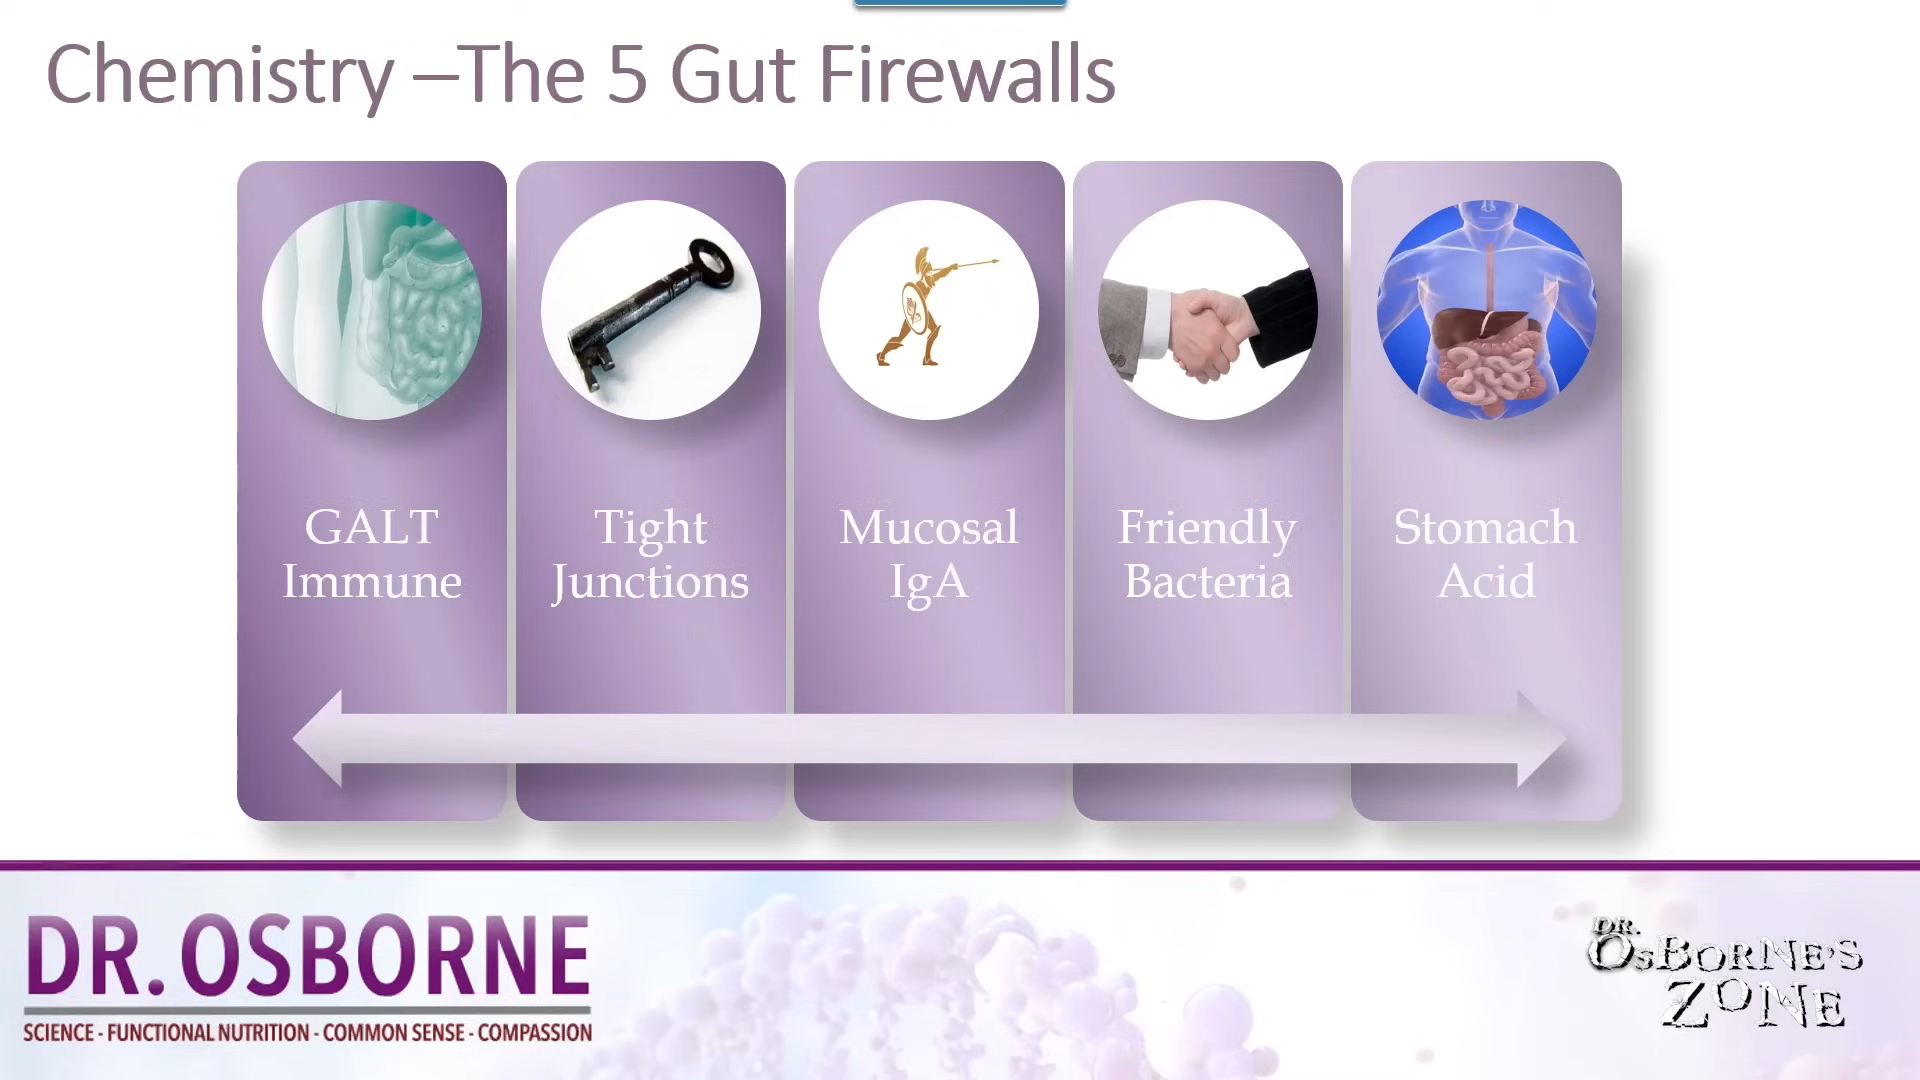 Chemistry –The 5 Gut Firewalls
GALT
Immune
Tight
Junctions
Mucosal
IgA
Friendly
Bacteria
Stomach
Acid
DR. OSBORNE
SCIENCE - FUNCTIONAL NUTRITION - COMMON SENSE - COMPASSION
DR.
OSBORNE'S
ZONE